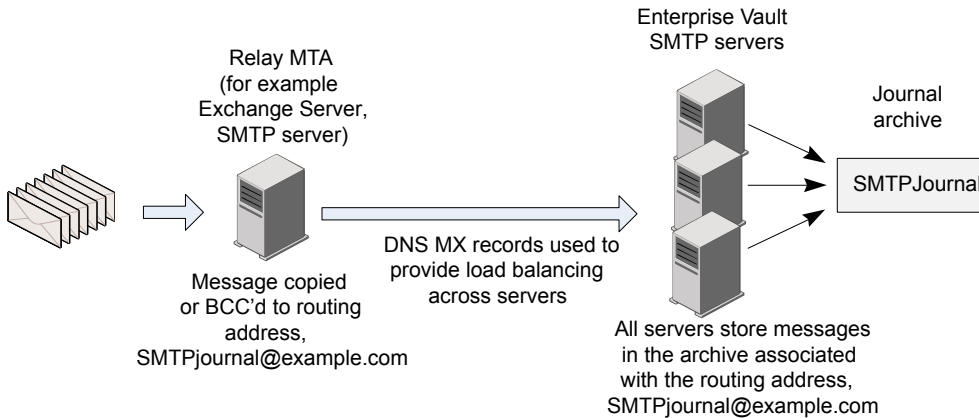 Relay MTA
(for example
Exchange Server,
SMTP server)
Message copied
or BCC'd to routing
address,
SMTPjournal@example.com
DNS MX records used to
provide load balancing
across servers
Enterprise Vault
SMTP servers
All servers store messages
in the archive associated
with the routing address,
SMTPjournal@example.com
Journal
archive
SMTPJournal